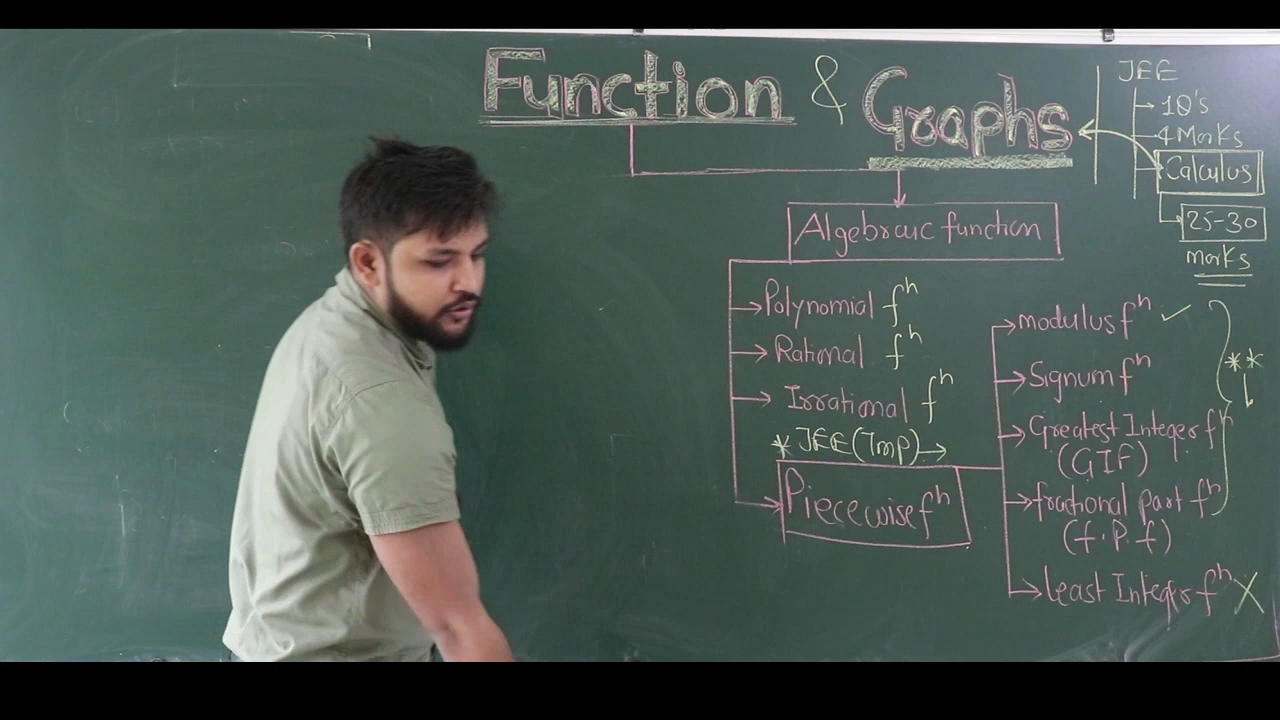 Function & Graphs
JEE
1Q's
4 Marks
Calculus
25-30
marks
Algebraic function
Polynomial fⁿ
Rational fⁿ
Irrational fⁿ
* JEE (Imp) →
Piecewise fⁿ
modulus fⁿ ✓
Signum fⁿ
Greatest Integer fⁿ
(GIF)
fractional part fⁿ
(f.P.f)
least Integer fⁿ X
**